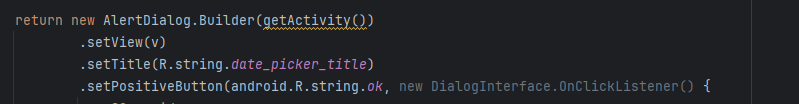 return new AlertDialog.Builder(getActivity())
.setView(v)
.setTitle(R.string.date_picker_title)
.setPositiveButton(android.R.string.ok, new DialogInterface.OnClickListener() {